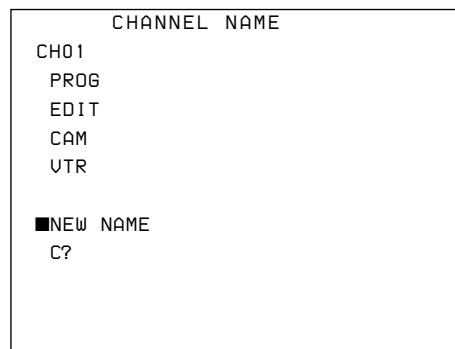 CHANNEL NAME
CH01
PROG
EDIT
CAM
VTR
■NEW NAME
C?